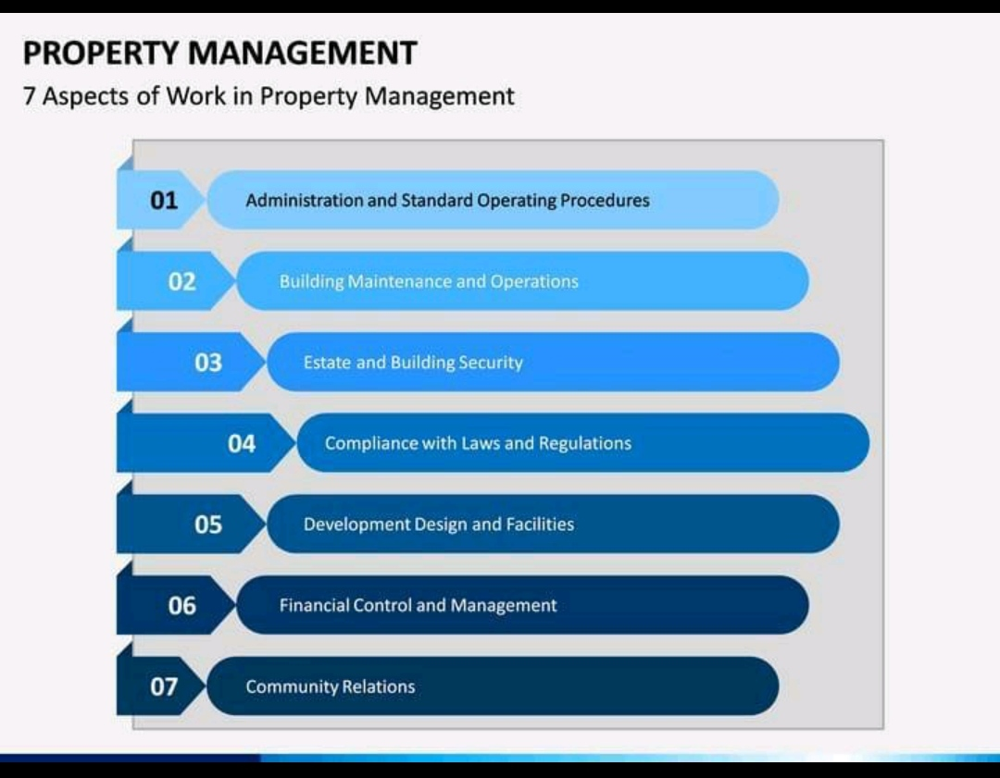 PROPERTY MANAGEMENT
7 Aspects of Work in Property Management
01 Administration and Standard Operating Procedures
02 Building Maintenance and Operations
03 Estate and Building Security
04 Compliance with Laws and Regulations
05 Development Design and Facilities
06 Financial Control and Management
07 Community Relations